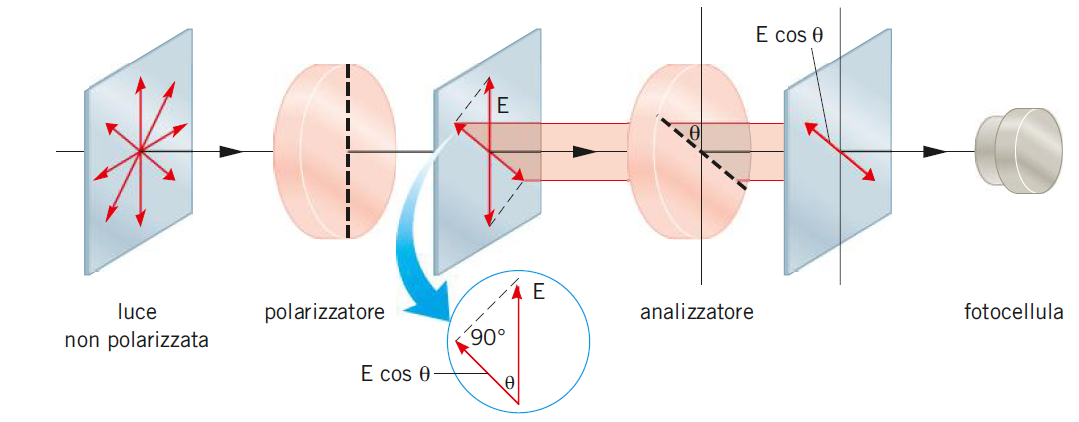 E cos θ
E
θ
luce
non polarizzata
polarizzatore
analizzatore
fotocellula
E
90°
E cos θ
θ